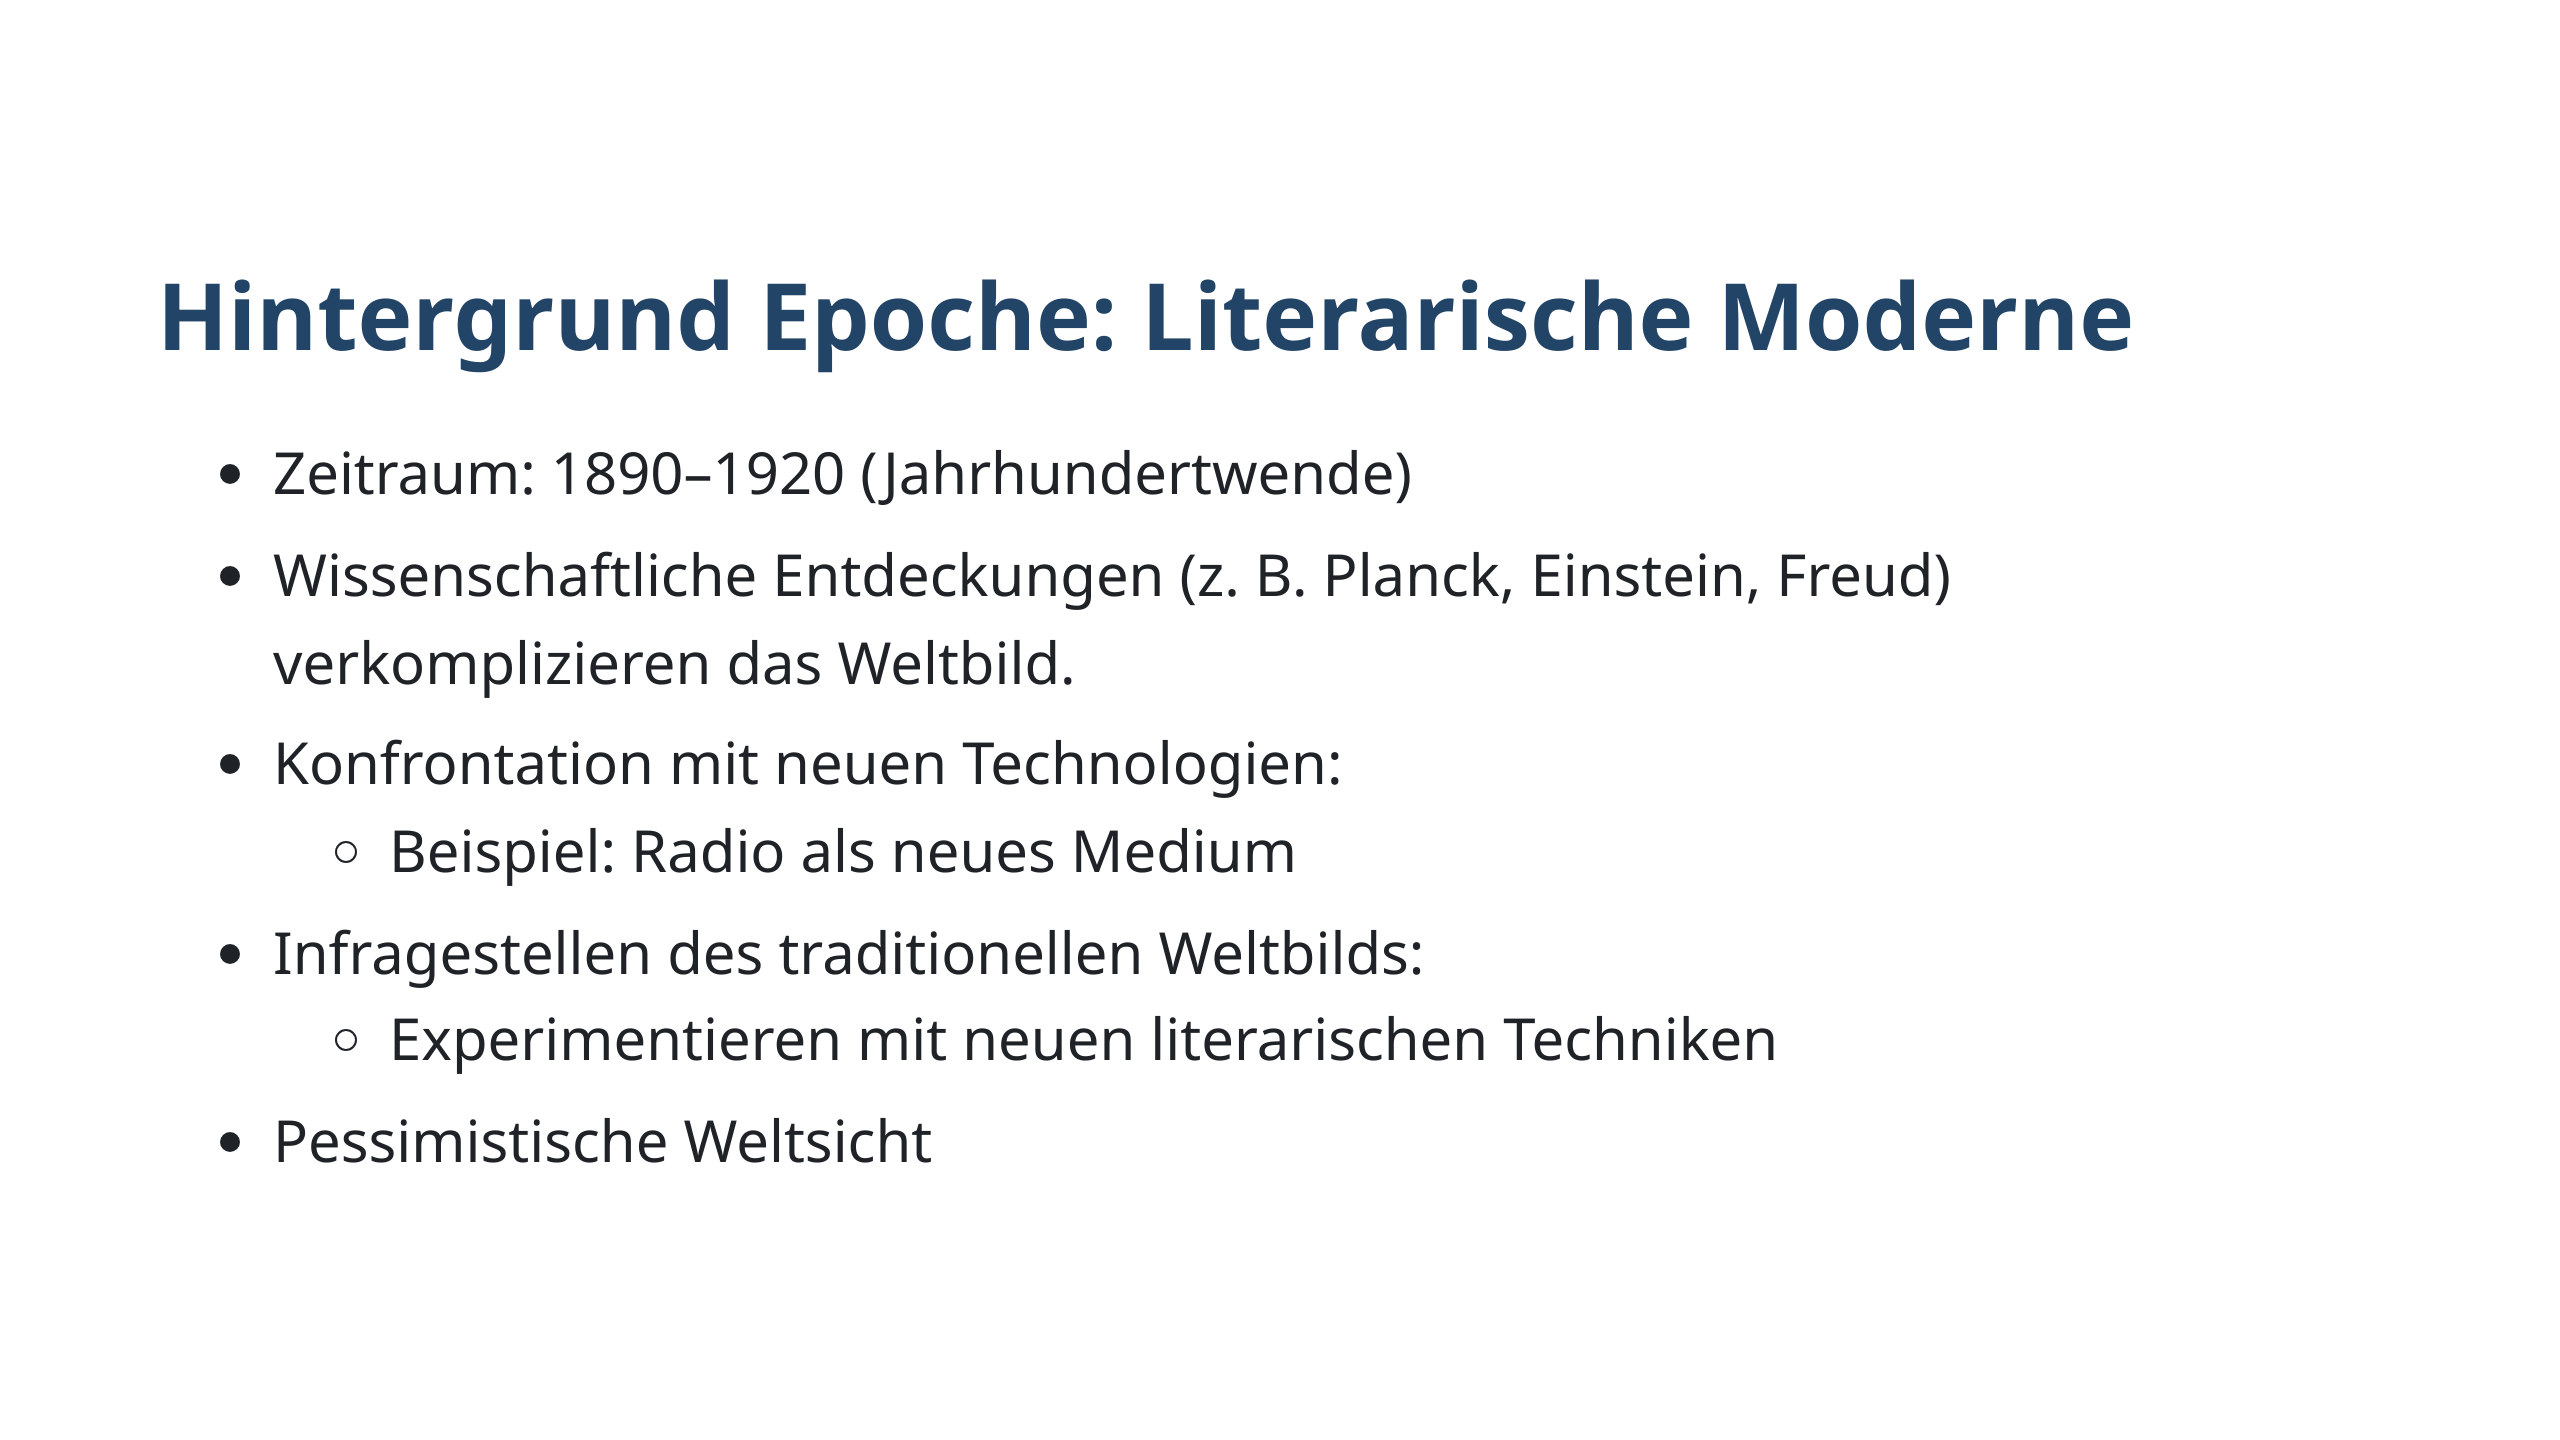 Hintergrund Epoche: Literarische Moderne
• Zeitraum: 1890–1920 (Jahrhundertwende)
• Wissenschaftliche Entdeckungen (z. B. Planck, Einstein, Freud)
verkomplizieren das Weltbild.
• Konfrontation mit neuen Technologien:
◦ Beispiel: Radio als neues Medium
• Infragestellen des traditionellen Weltbilds:
◦ Experimentieren mit neuen literarischen Techniken
• Pessimistische Weltsicht